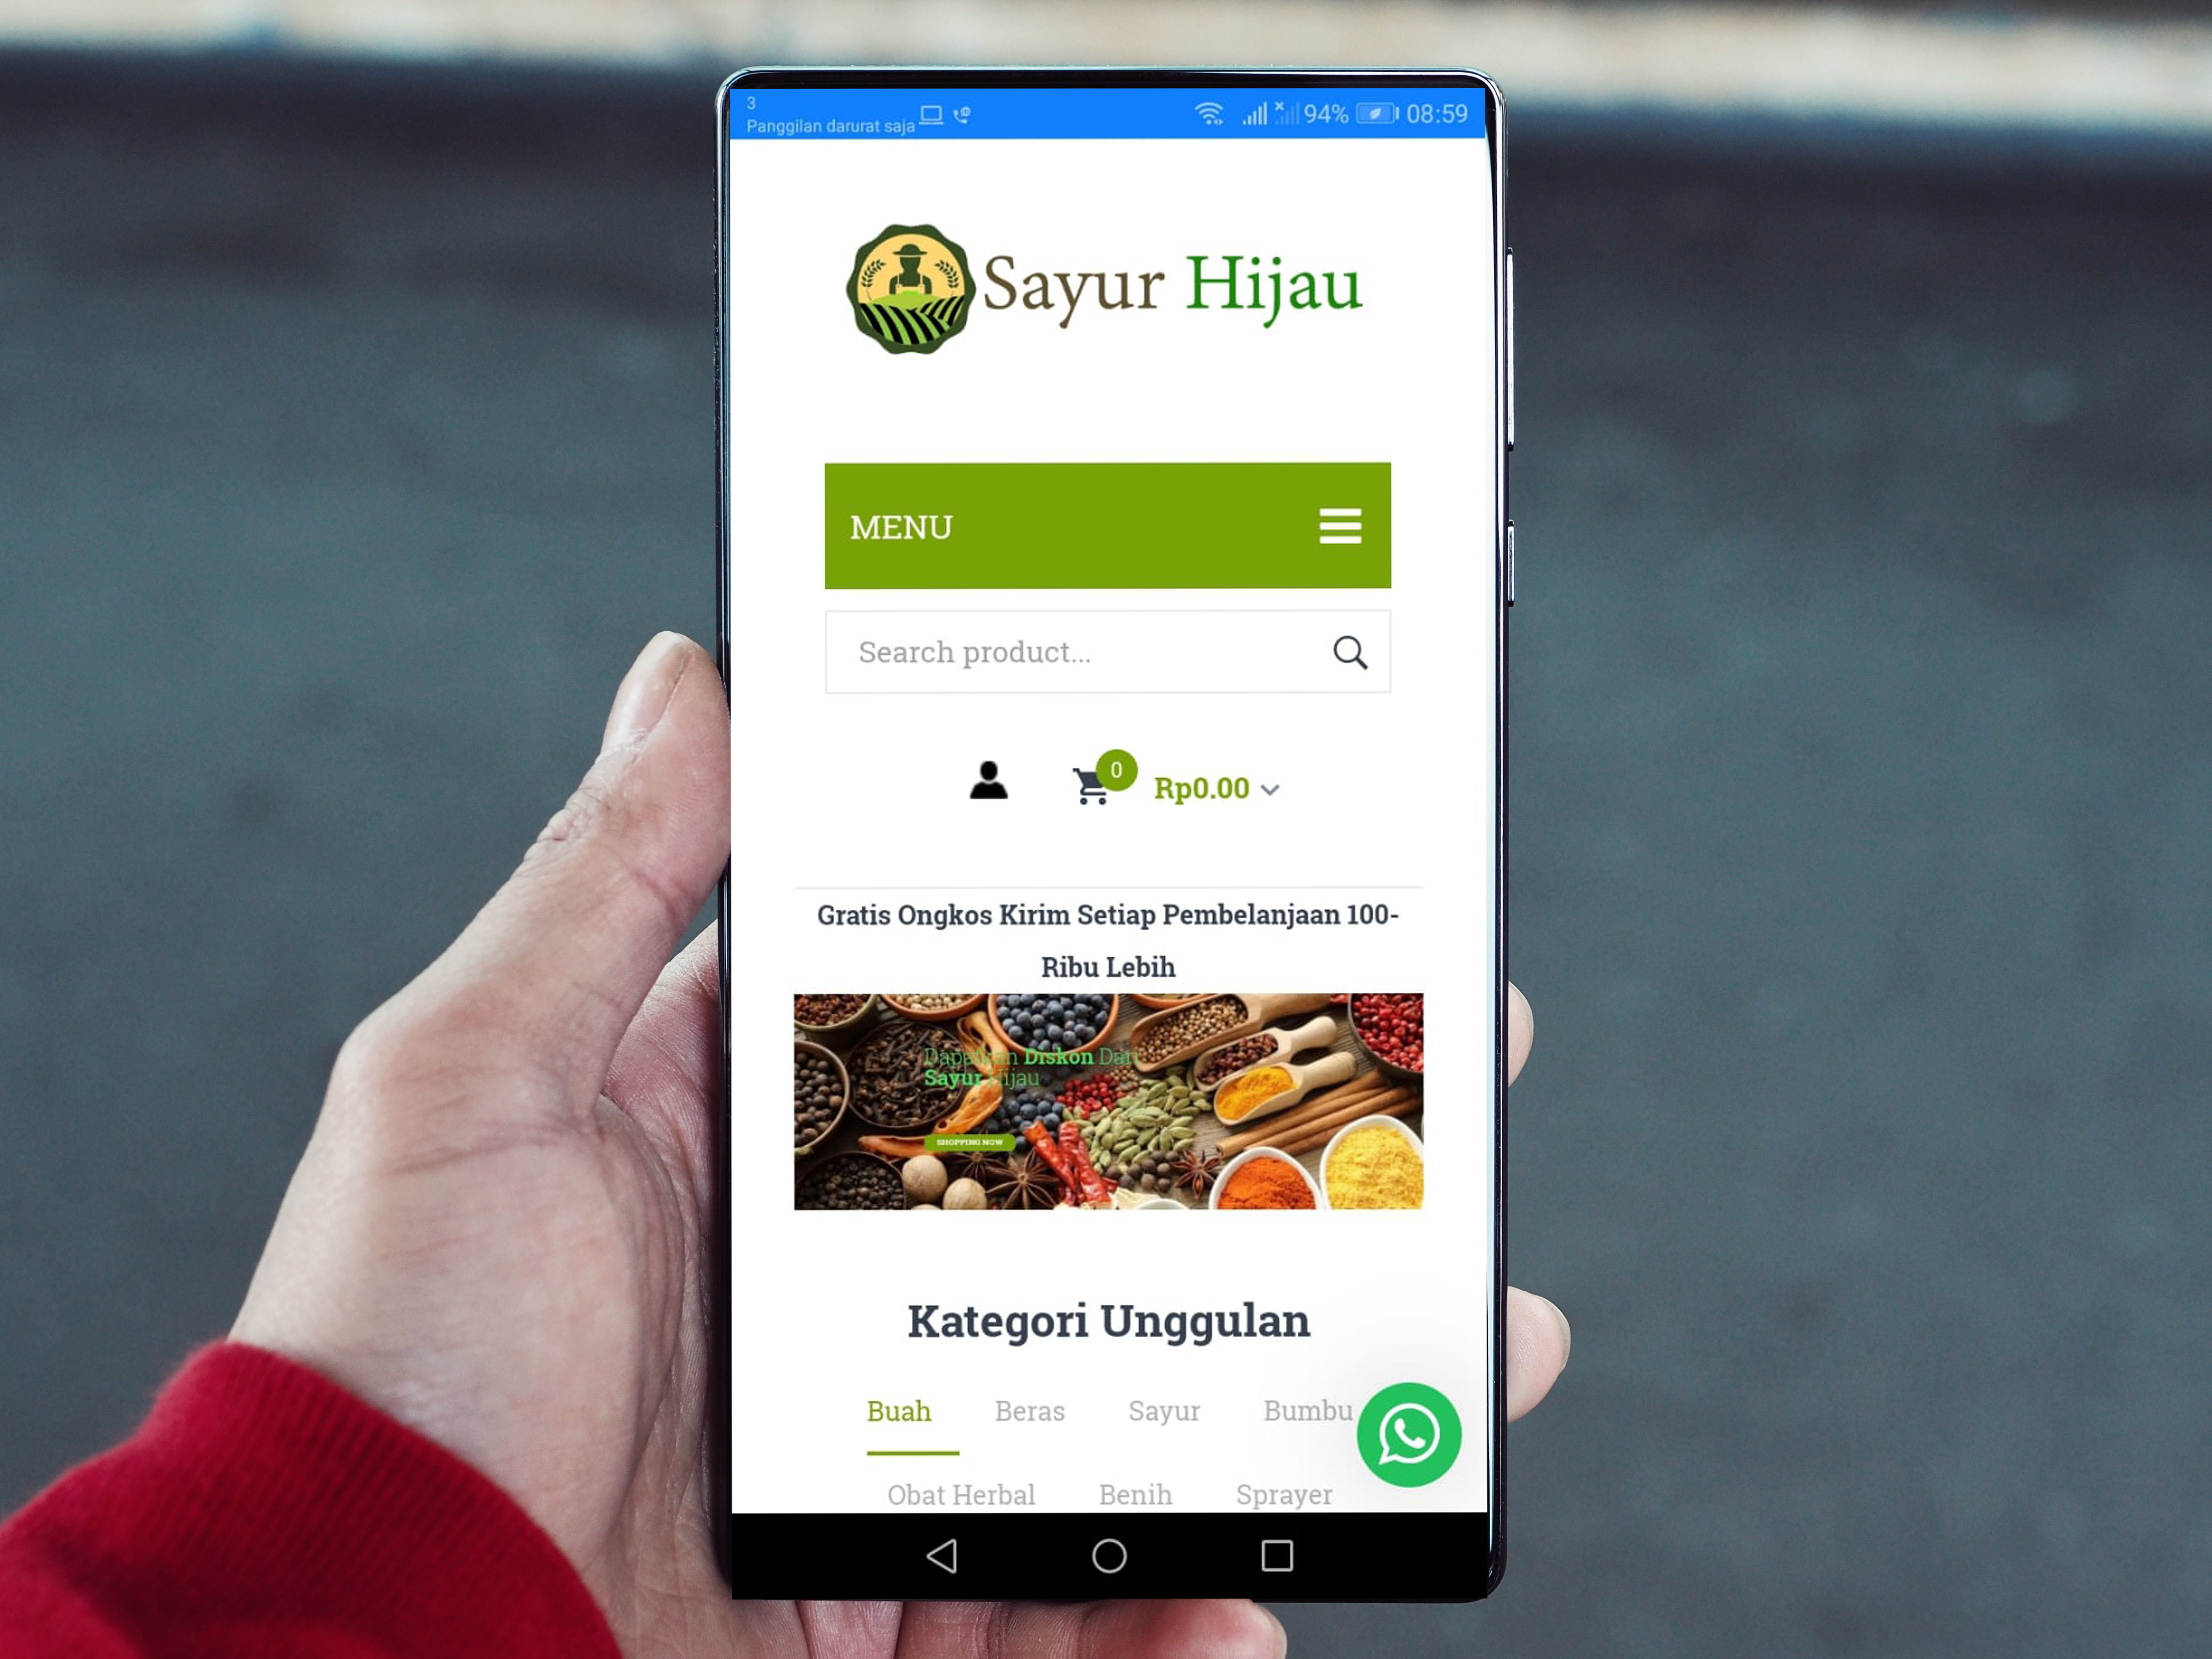 3
Panggilan darurat saja
94%
08:59
Sayur Hijau
MENU
Search product...
0
Rp0.00
Gratis Ongkos Kirim Setiap Pembelanjaan 100-
Ribu Lebih
Dapatkan Diskon Dari
Sayur Hijau
SHOPPING NOW
Kategori Unggulan
Buah Beras Sayur Bumbu
Obat Herbal Benih Sprayer